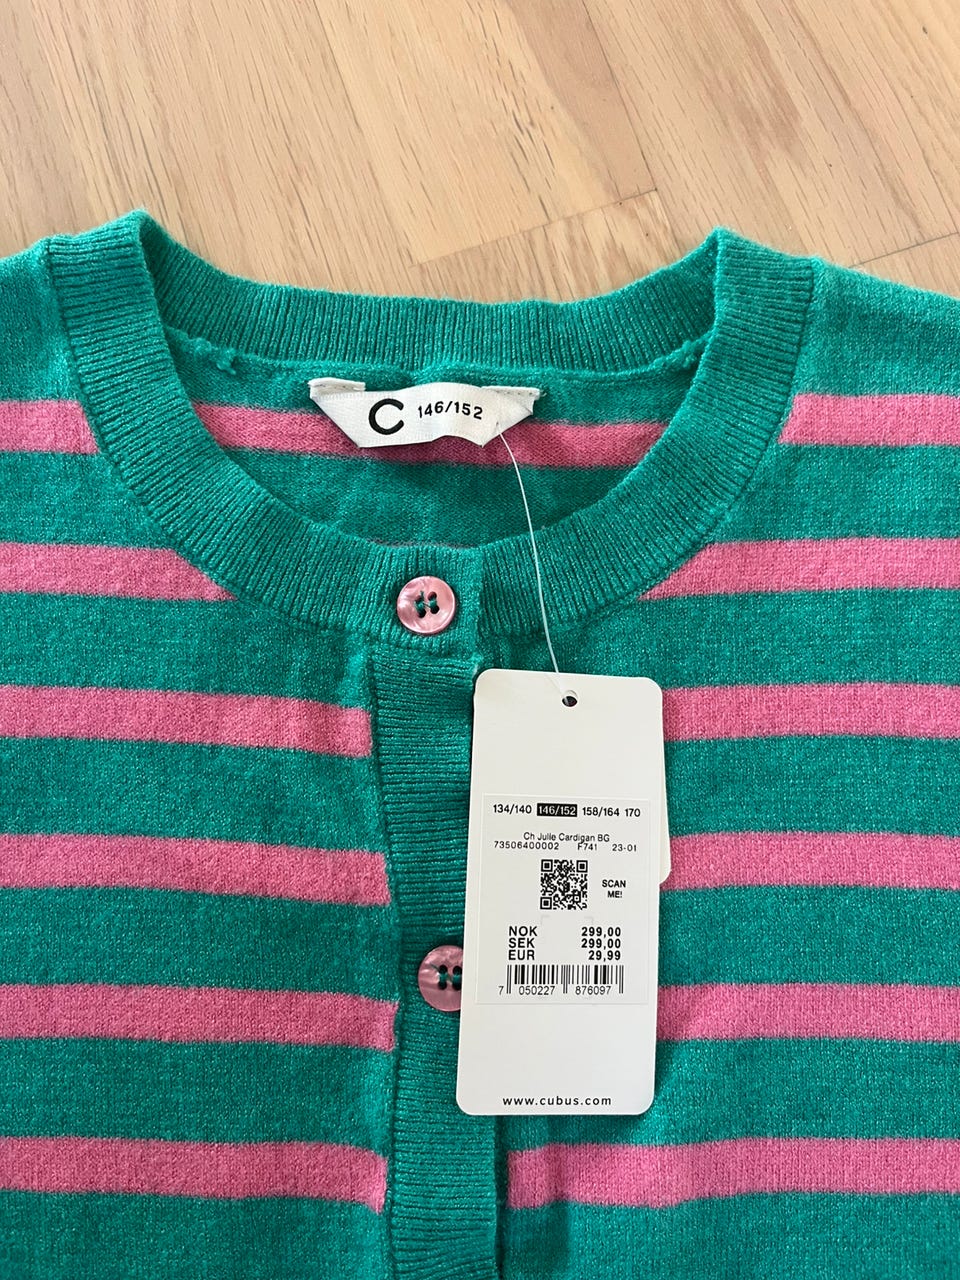 C 146/152
134/140 146/152 158/164 170
Ch Julie Cardigan BG
73506400002 F741 23-01
SCAN
ME!
NOK 299,00
SEK 299,00
EUR 29,99
7 050227 876097
www.cubus.com